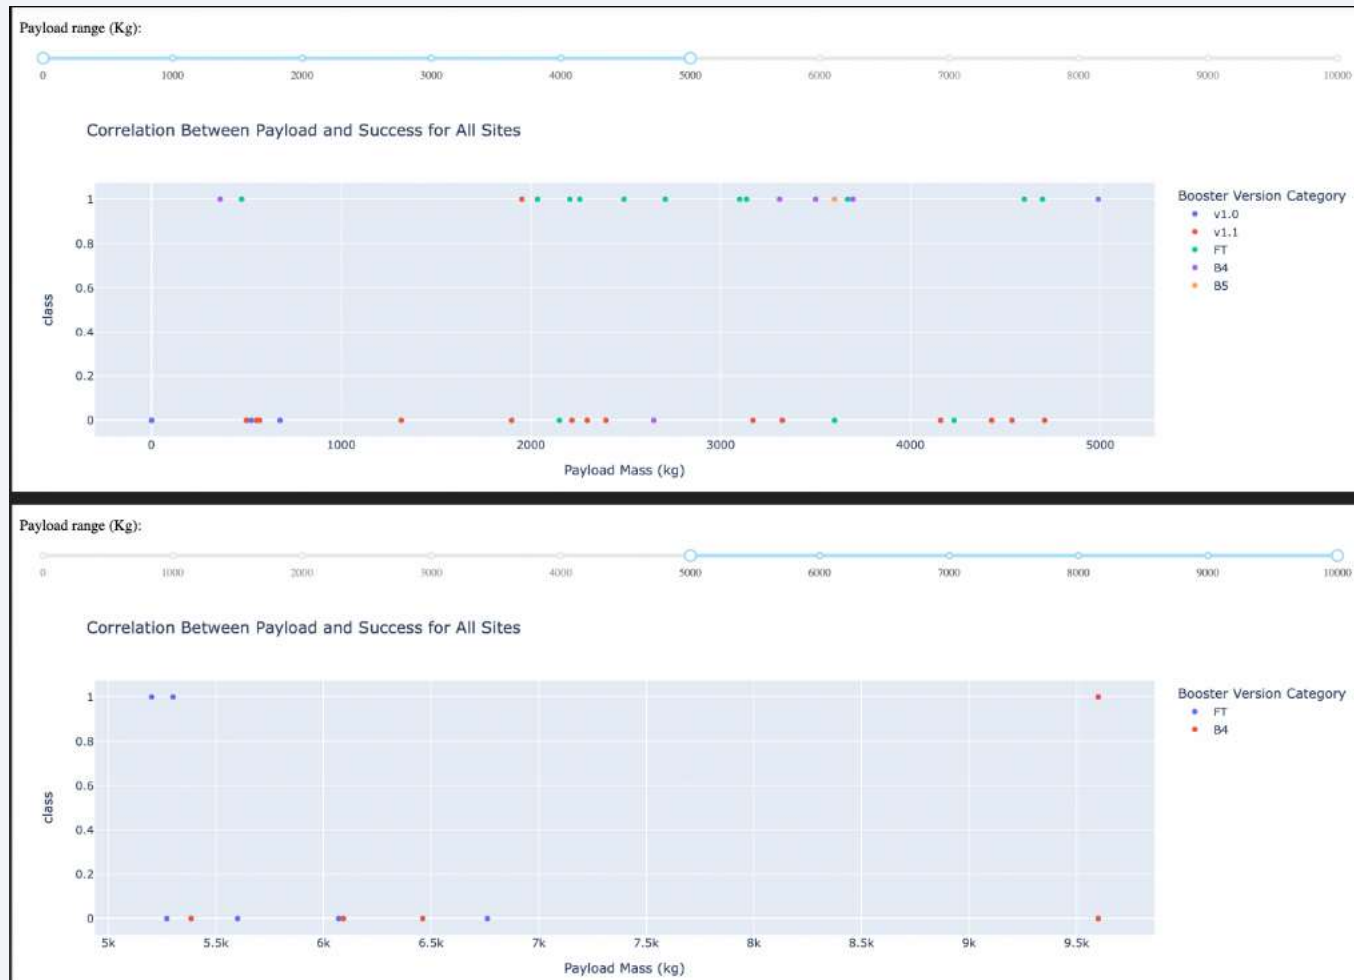 Payload range (Kg):
0 1000 2000 3000 4000 5000 6000 7000 8000 9000 10000
Correlation Between Payload and Success for All Sites
Booster Version Category
v1.0
v1.1
FT
B4
B5
class
1
0.8
0.6
0.4
0.2
0
0 1000 2000 3000 4000 5000
Payload Mass (kg)
Payload range (Kg):
0 1000 2000 3000 4000 5000 6000 7000 8000 9000 10000
Correlation Between Payload and Success for All Sites
Booster Version Category
FT
B4
class
1
0.8
0.6
0.4
0.2
0
5k 5.5k 6k 6.5k 7k 7.5k 8k 8.5k 9k 9.5k
Payload Mass (kg)